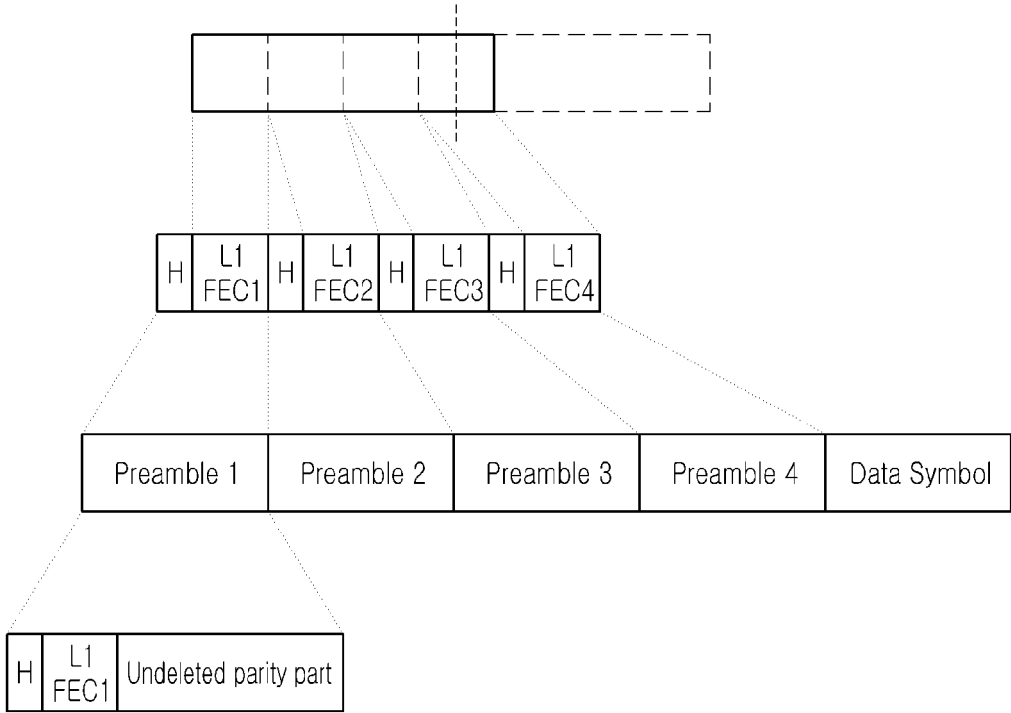 H L1 FEC1 H L1 FEC2 H L1 FEC3 H L1 FEC4
Preamble 1 Preamble 2 Preamble 3 Preamble 4 Data Symbol
H L1 FEC1 Undeleted parity part